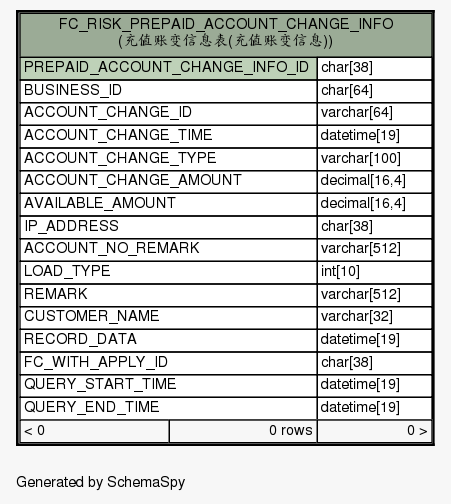 FC_RISK_PREPAID_ACCOUNT_CHANGE_INFO
(充值账变信息表(充值账变信息))
PREPAID_ACCOUNT_CHANGE_INFO_ID char[38]
BUSINESS_ID char[64]
ACCOUNT_CHANGE_ID varchar[64]
ACCOUNT_CHANGE_TIME datetime[19]
ACCOUNT_CHANGE_TYPE varchar[100]
ACCOUNT_CHANGE_AMOUNT decimal[16,4]
AVAILABLE_AMOUNT decimal[16,4]
IP_ADDRESS char[38]
ACCOUNT_NO_REMARK varchar[512]
LOAD_TYPE int[10]
REMARK varchar[512]
CUSTOMER_NAME varchar[32]
RECORD_DATA datetime[19]
FC_WITH_APPLY_ID char[38]
QUERY_START_TIME datetime[19]
QUERY_END_TIME datetime[19]
< 0 0 rows 0 >
Generated by SchemaSpy